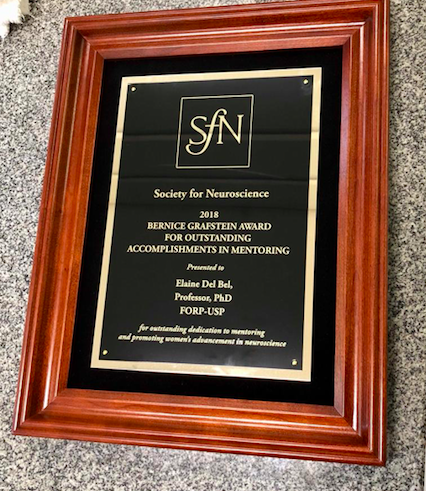 SfN
Society for Neuroscience
2018
BERNICE GRAFSTEIN AWARD
FOR OUTSTANDING
ACCOMPLISHMENTS IN MENTORING
Presented to
Elaine Del Bel,
Professor, PhD
FORP-USP
for outstanding dedication to mentoring
and promoting women's advancement in neuroscience